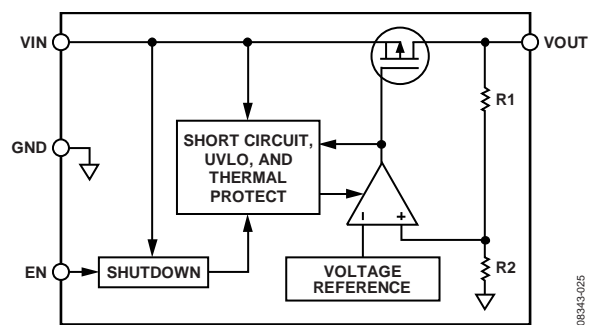 VIN
VOUT
R1
GND
SHORT CIRCUIT,
UVLO, AND
THERMAL
PROTECT
EN
SHUTDOWN
VOLTAGE
REFERENCE
R2
08343-025